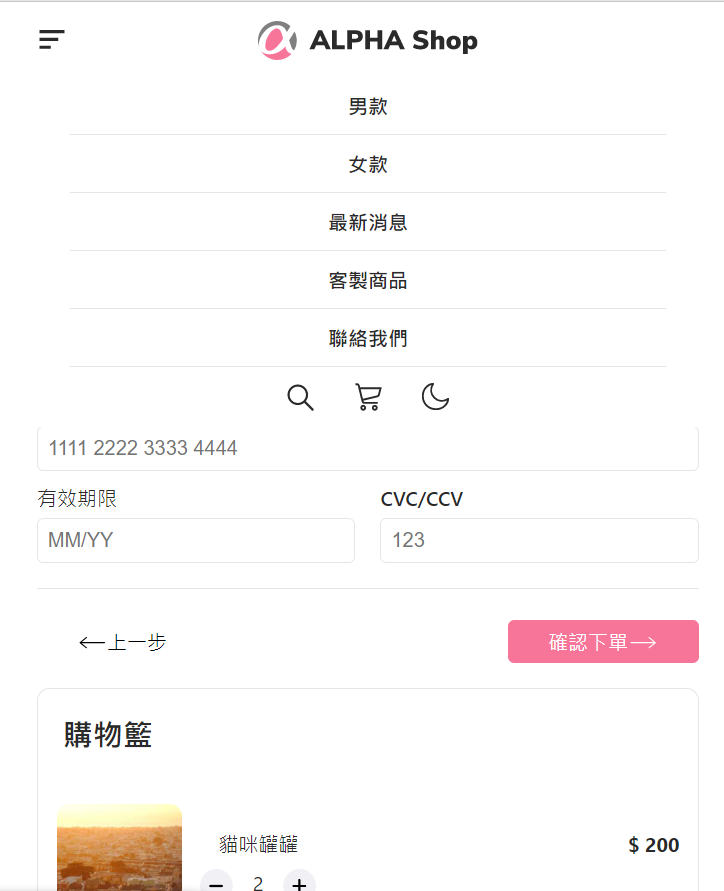 ALPHA Shop
男款
女款
最新消息
客製商品
聯絡我們
1111 2222 3333 4444
有效期限 CVC/CCV
MM/YY 123
←上一步 確認下單→
購物籃
貓咪罐罐 $ 200
− 2 +